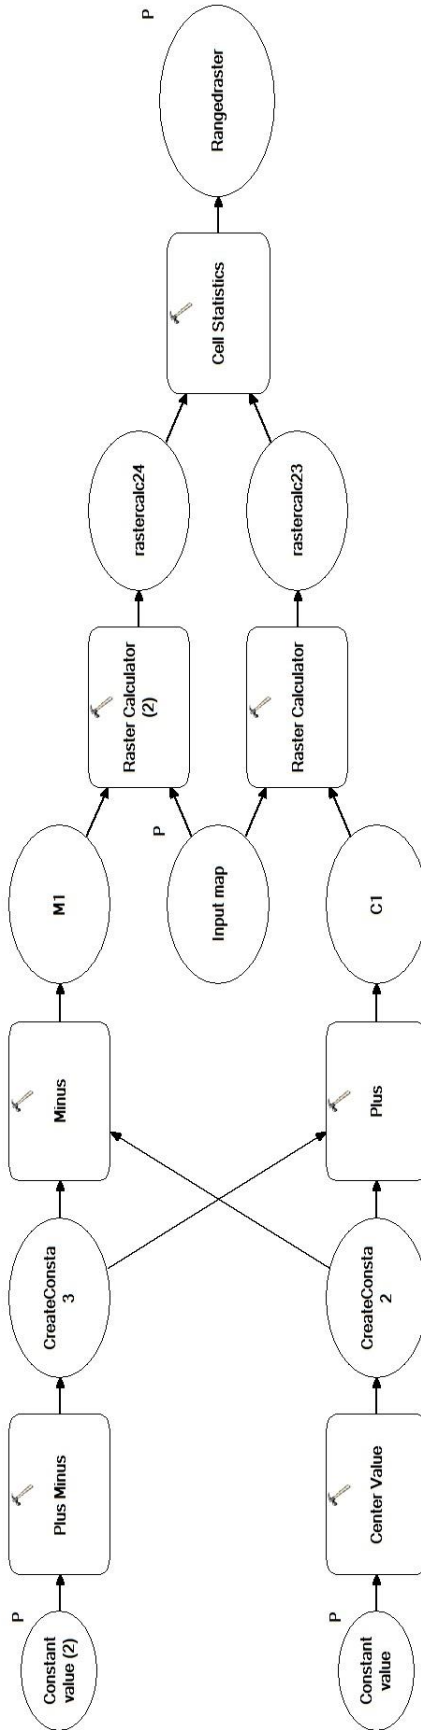 P
Constant
value (2)
Plus Minus
CreateConsta
3
Minus
M1
Raster Calculator
(2)
rastercalc24
P
Input map
Cell Statistics
P
Rangedraster
P
Constant
value
Center Value
CreateConsta
2
Plus
C1
Raster Calculator
rastercalc23